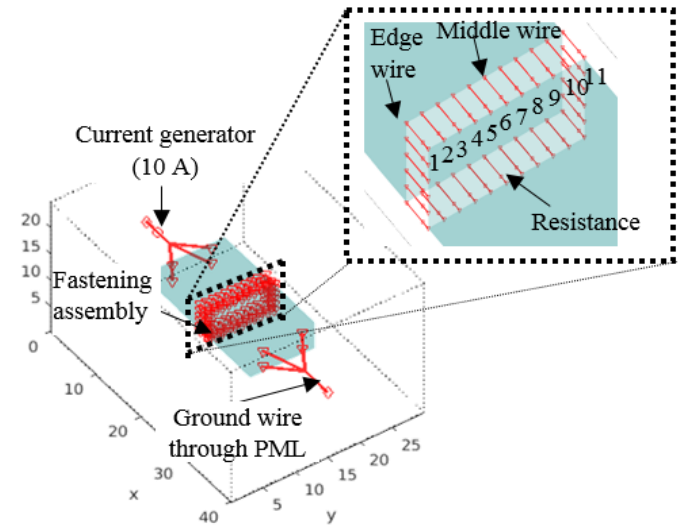 Edge
wire
Middle wire
1 2 3 4 5 6 7 8 9 10 11
Resistance
Current generator
(10 A)
Fastening
assembly
Ground wire
through PML
20
15
10
5
0
10
20
30
40
x
5
10
15
20
25
y